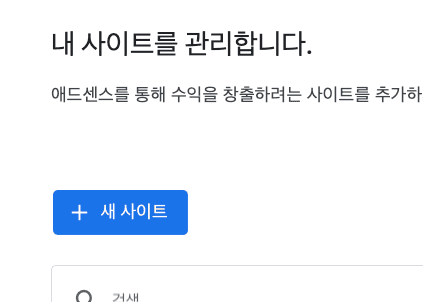 내 사이트를 관리합니다.
애드센스를 통해 수익을 창출하려는 사이트를 추가하
+ 새 사이트
검색